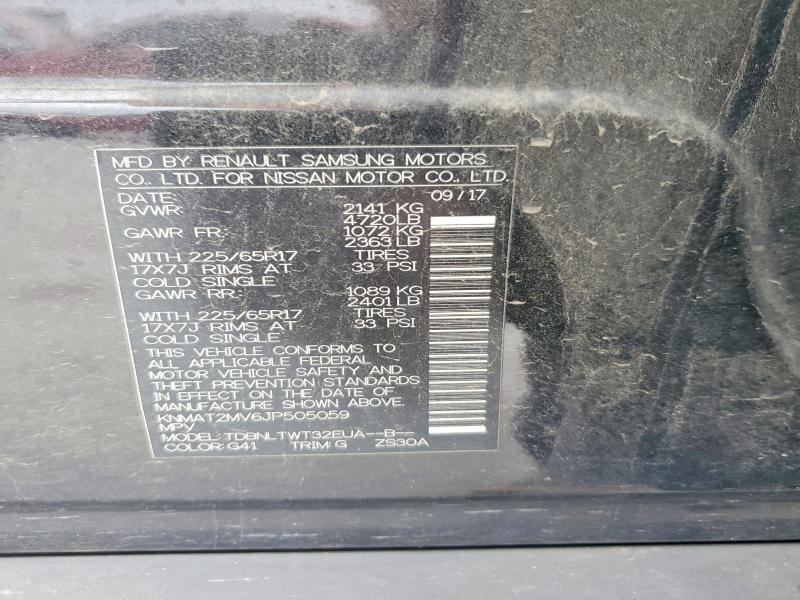 MFD BY RENAULT SAMSUNG MOTORS
CO., LTD. FOR NISSAN MOTOR CO., LTD.
DATE: 09/17
GVWR: 2141 KG
4720LB
GAWR FR: 1072 KG
2363LB
WITH 225/65R17 TIRES
17X7J RIMS AT 33 PSI
COLD SINGLE
GAWR RR: 1089 KG
2401LB
WITH 225/65R17 TIRES
17X7J RIMS AT 33 PSI
COLD SINGLE
THIS VEHICLE CONFORMS TO
ALL APPLICABLE FEDERAL
MOTOR VEHICLE SAFETY AND
THEFT PREVENTION STANDARDS
IN EFFECT ON THE DATE OF
MANUFACTURE SHOWN ABOVE.
KNMAT2MV6JP505059
MPV
MODEL: TDBNLTWT32EUA--B--
COLOR: G41 TRIM: G ZS30A